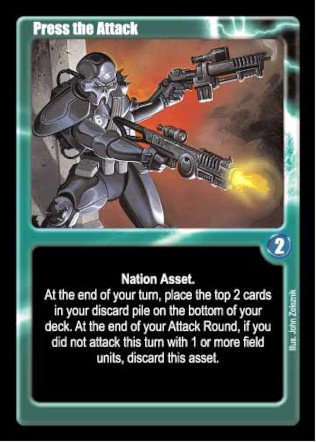 Press the Attack
6
2
Nation Asset.
At the end of your turn, place the top 2 cards
in your discard pile on the bottom of your
deck. At the end of your Attack Round, if you
did not attack this turn with 1 or more field
units, discard this asset.
Illus. John Zeleznik